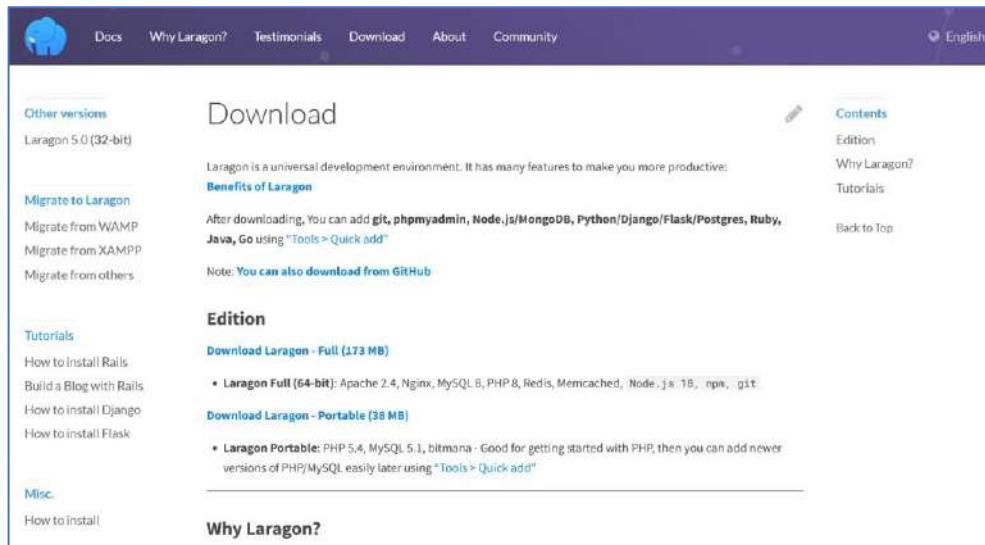 Docs Why Laragon? Testimonials Download About Community English
Other versions
Laragon 5.0 (32-bit)
Migrate to Laragon
Migrate from WAMP
Migrate from XAMPP
Migrate from others
Tutorials
How to install Rails
Build a Blog with Rails
How to install Django
How to install Flask
Misc.
How to install
Download
Laragon is a universal development environment. It has many features to make you more productive:
Benefits of Laragon
After downloading, You can add git, phpmyadmin, Node.js/MongoDB, Python/Django/Flask/Postgres, Ruby,
Java, Go using "Tools > Quick add"
Note: You can also download from GitHub
Edition
Download Laragon - Full (173 MB)
• Laragon Full (64-bit): Apache 2.4, Nginx, MySQL 8, PHP 8, Redis, Memcached, Node.js 18, npm, git
Download Laragon - Portable (38 MB)
• Laragon Portable: PHP 5.4, MySQL 5.1, bitmana - Good for getting started with PHP, then you can add newer
versions of PHP/MySQL easily later using "Tools > Quick add"
Why Laragon?
Contents
Edition
Why Laragon?
Tutorials
Back to Top